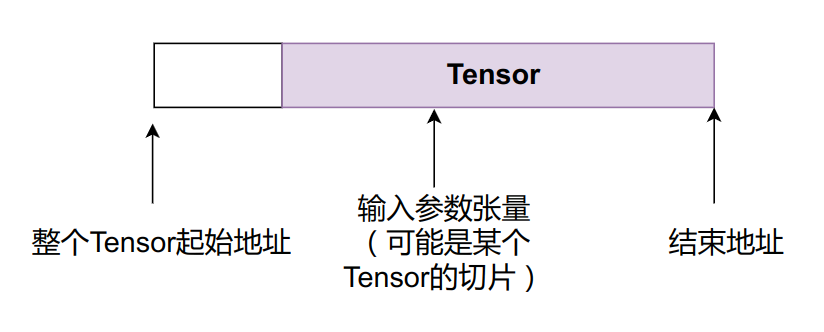 Tensor
整个Tensor起始地址
输入参数张量
（可能是某个
Tensor的切片）
结束地址